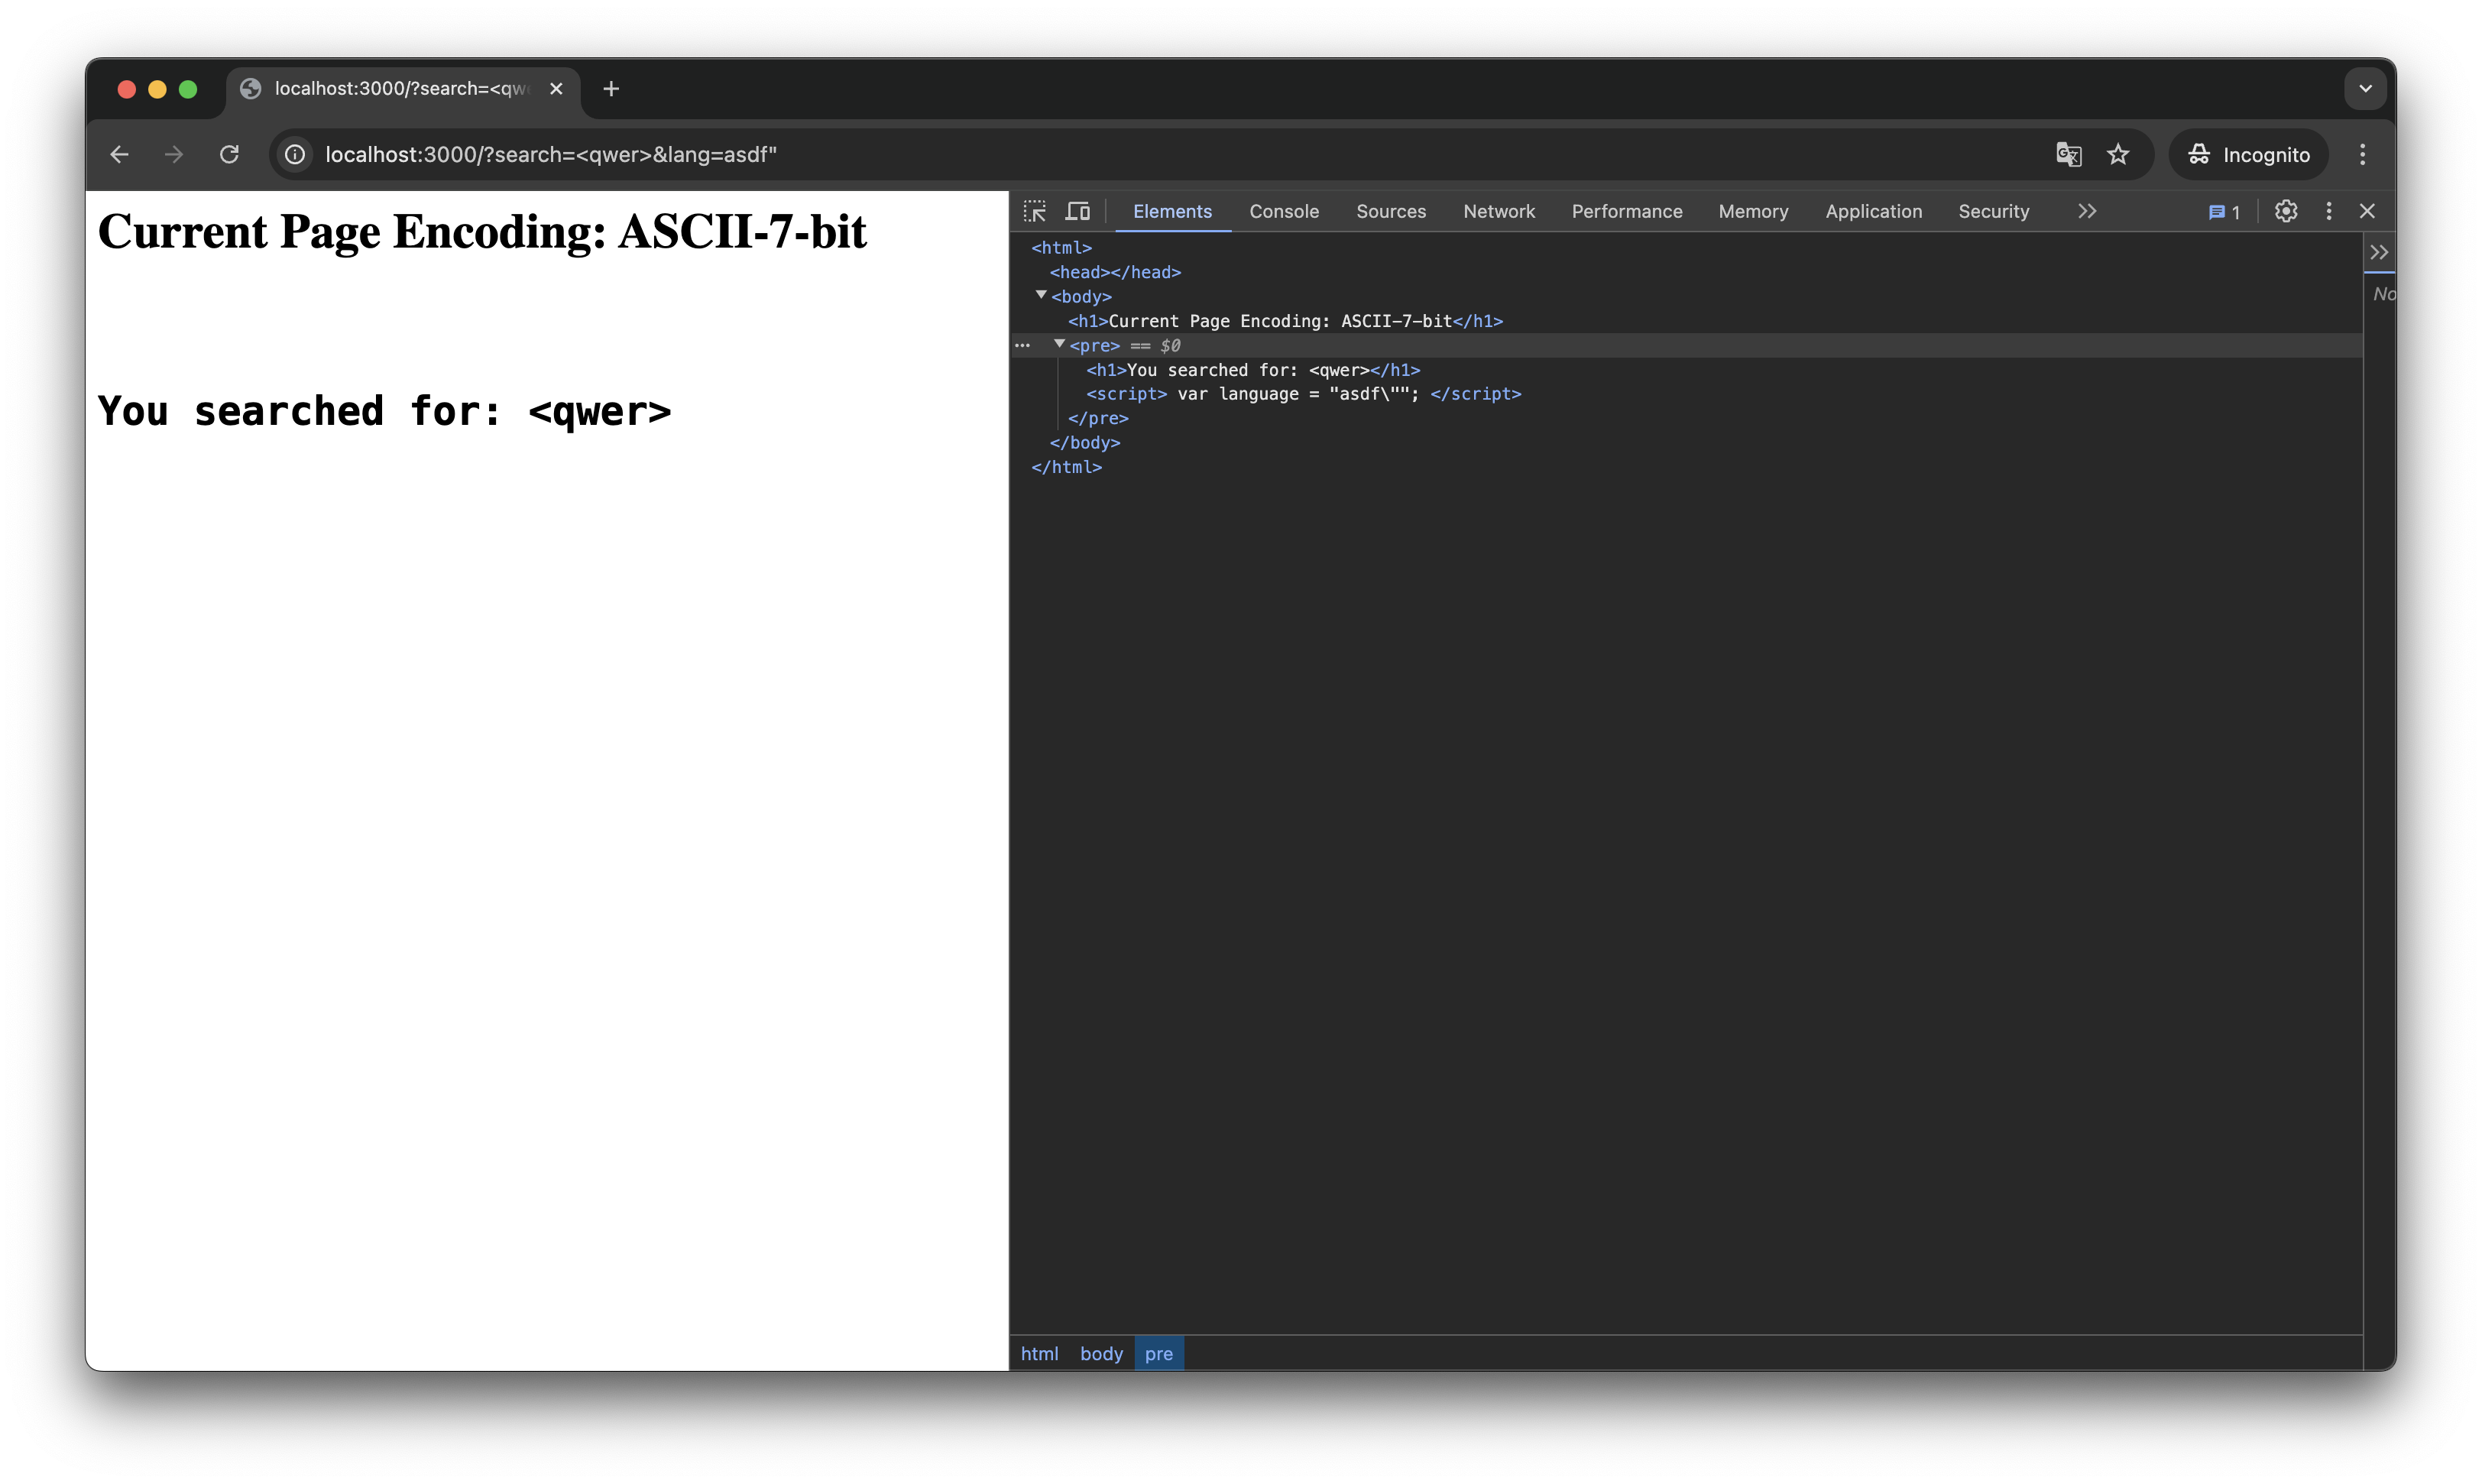 localhost:3000/?search=<qw
localhost:3000/?search=<qwer>&lang=asdf"
Incognito
Current Page Encoding: ASCII-7-bit
You searched for: <qwer>
Elements Console Sources Network Performance Memory Application Security
1
<html>
<head></head>
<body>
<h1>Current Page Encoding: ASCII-7-bit</h1>
<pre> == $0
<h1>You searched for: <qwer></h1>
<script> var language = "asdf\""; </script>
</pre>
</body>
</html>
No
html body pre